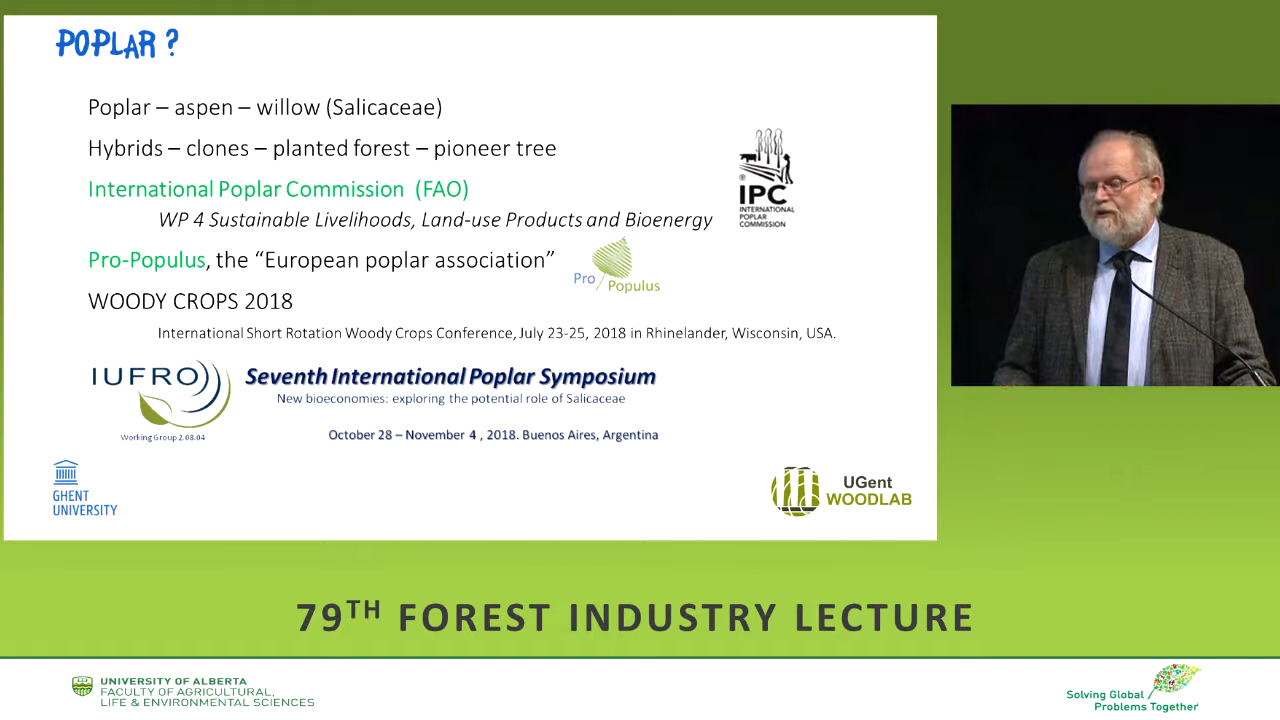 POPLAR ?
Poplar – aspen – willow (Salicaceae)
Hybrids – clones – planted forest – pioneer tree
International Poplar Commission (FAO)
WP 4 Sustainable Livelihoods, Land-use Products and Bioenergy
IPC
INTERNATIONAL
POPLAR
COMMISSION
Pro-Populus, the “European poplar association”
Pro
Populus
WOODY CROPS 2018
International Short Rotation Woody Crops Conference, July 23-25, 2018 in Rhinelander, Wisconsin, USA.
IUFRO
Working Group 2.08.04
Seventh International Poplar Symposium
New bioeconomies: exploring the potential role of Salicaceae
October 28 – November 4 , 2018. Buenos Aires, Argentina
GHENT
UNIVERSITY
UGent
WOODLAB
79TH FOREST INDUSTRY LECTURE
UNIVERSITY OF ALBERTA
FACULTY OF AGRICULTURAL,
LIFE & ENVIRONMENTAL SCIENCES
Solving Global
Problems Together